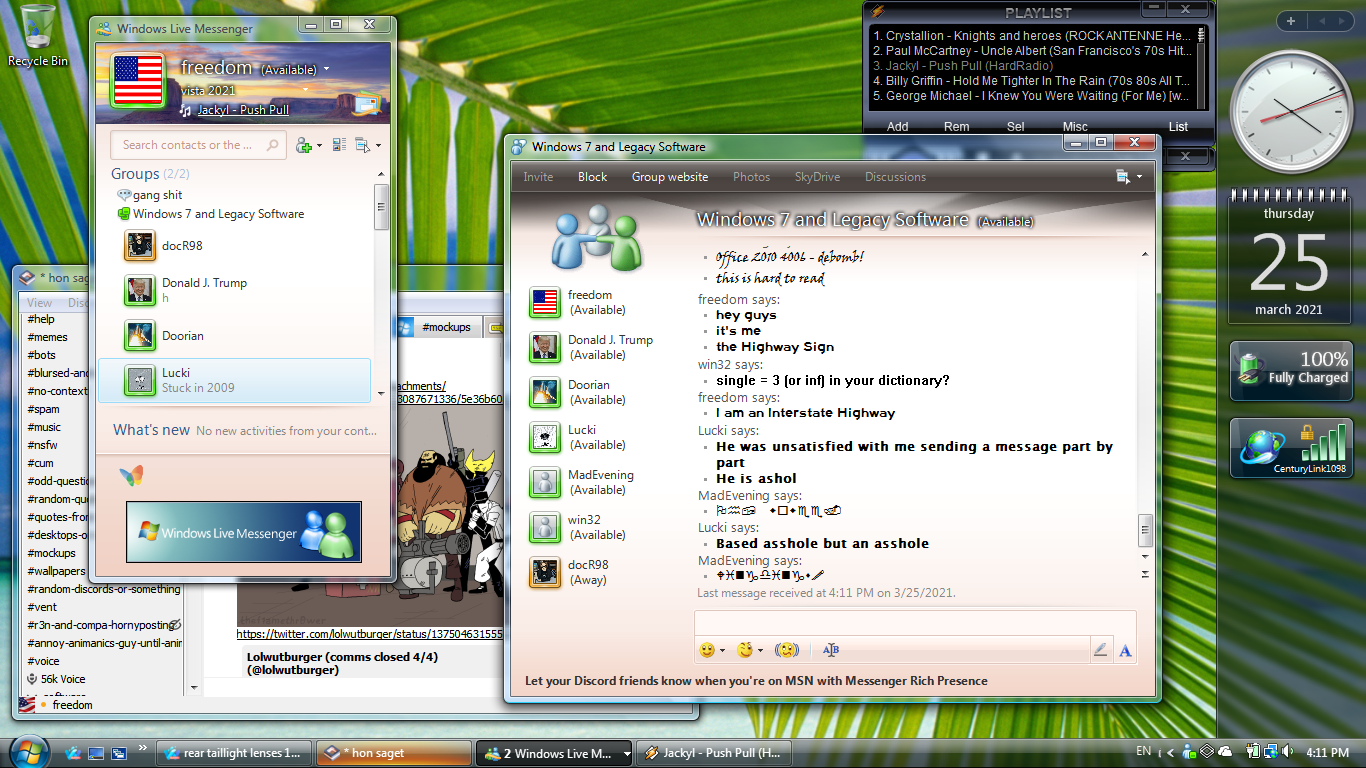 Recycle Bin
Windows Live Messenger
freedom (Available)
vista 2021
Jackyl - Push Pull
Search contacts or the ...
Groups (2/2)
gang shit
Windows 7 and Legacy Software
docR98
Donald J. Trump
h
Doorian
Lucki
Stuck in 2009
What's new No new activities from your cont...
Windows Live Messenger
* hon sag
View
#help
#memes
#bots
#blursed-an
#no-context
#spam
#music
#nsfw
#cum
#odd-questio
#random-qu
#quotes-fron
#desktops-o
#mockups
#wallpapers
#random-discords-or-something
#vent
#r3n-and-compa-hornyposting
#annoy-animanics-guy-until-anir
#voice
56k Voice
freedom
#mockups
achments/
3087671336/5e36b60
https://twitter.com/lolwutburger/status/137504631555
Lolwutburger (comms closed 4/4)
(@lolwutburger)
PLAYLIST
1. Crystallion - Knights and heroes (ROCK ANTENNE He...
2. Paul McCartney - Uncle Albert (San Francisco's 70s Hit...
3. Jackyl - Push Pull (HardRadio)
4. Billy Griffin - Hold Me Tighter In The Rain (70s 80s All T...
5. George Michael - I Knew You Were Waiting (For Me) [w...
Add Rem Sel Misc List
Windows 7 and Legacy Software
Invite Block Group website Photos SkyDrive Discussions
Windows 7 and Legacy Software (Available)
freedom
(Available)
Donald J. Trump
(Available)
Doorian
(Available)
Lucki
(Available)
MadEvening
(Available)
win32
(Available)
docR98
(Away)
Office 2010 4006 - debomb!
this is hard to read
freedom says:
hey guys
it's me
the Highway Sign
win32 says:
single = 3 (or inf) in your dictionary?
freedom says:
I am an Interstate Highway
Lucki says:
He was unsatisfied with me sending a message part by
part
He is ashol
MadEvening says:
Lucki says:
Based asshole but an asshole
MadEvening says:
Last message received at 4:11 PM on 3/25/2021.
Let your Discord friends know when you're on MSN with Messenger Rich Presence
thursday
25
march 2021
100%
Fully Charged
CenturyLink1098
rear taillight lenses 1...
* hon saget
2 Windows Live M...
Jackyl - Push Pull (H...
EN
4:11 PM